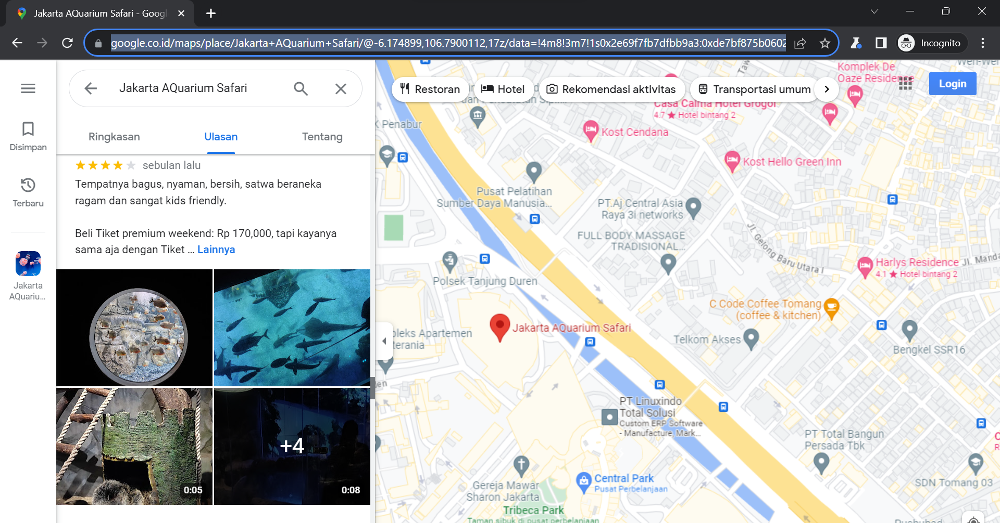 Jakarta AQuarium Safari - Googl
google.co.id/maps/place/Jakarta+AQuarium+Safari/@-6.174899,106.7900112,17z/data=!4m8!3m7!1s0x2e69f7fb7dfbb9a3:0xde7bf875b0602
Incognito
Jakarta AQuarium Safari
Ringkasan
Ulasan
Tentang
Disimpan
Terbaru
Jakarta
AQuariu...
sebulan lalu
Tempatnya bagus, nyaman, bersih, satwa beraneka
ragam dan sangat kids friendly.
Beli Tiket premium weekend: Rp 170,000, tapi kayanya
sama aja dengan Tiket ... Lainnya
0:05
+4
0:08
Restoran
Hotel
Rekomendasi aktivitas
Transportasi umum
Login
Komplek De
Oaze Residence
Casa Calma Hotel Grogol
4.7 ★ Hotel bintang 2
K Penabur
Kost Cendana
Kost Hello Green Inn
Pusat Pelatihan
Sumber Daya Manusia...
PT.Aj Central Asia
Raya 3i networks
FULL BODY MASSAGE
TRADISIONAL...
Jl. Gelong Baru Utara I
Harlys Residence
4.1 ★ Hotel bintang 2
Jl. Manda
Polsek Tanjung Duren
C Code Coffee Tomang
(coffee & kitchen)
Jakarta AQuarium Safari
pleks Apartemen
terania
Telkom Akses
Bengkel SSR16
PT Linuxindo
Total Solusi
Custom ERP Software
- Manufacture, Mark...
PT Total Bangun
Persada Tbk
Gereja Mawar
Sharon Jakarta
Central Park
Pusat Perbelanjaan
SDN Tomang 03
Tribeca Park
Taman sibuk di pusat perbelanjaan